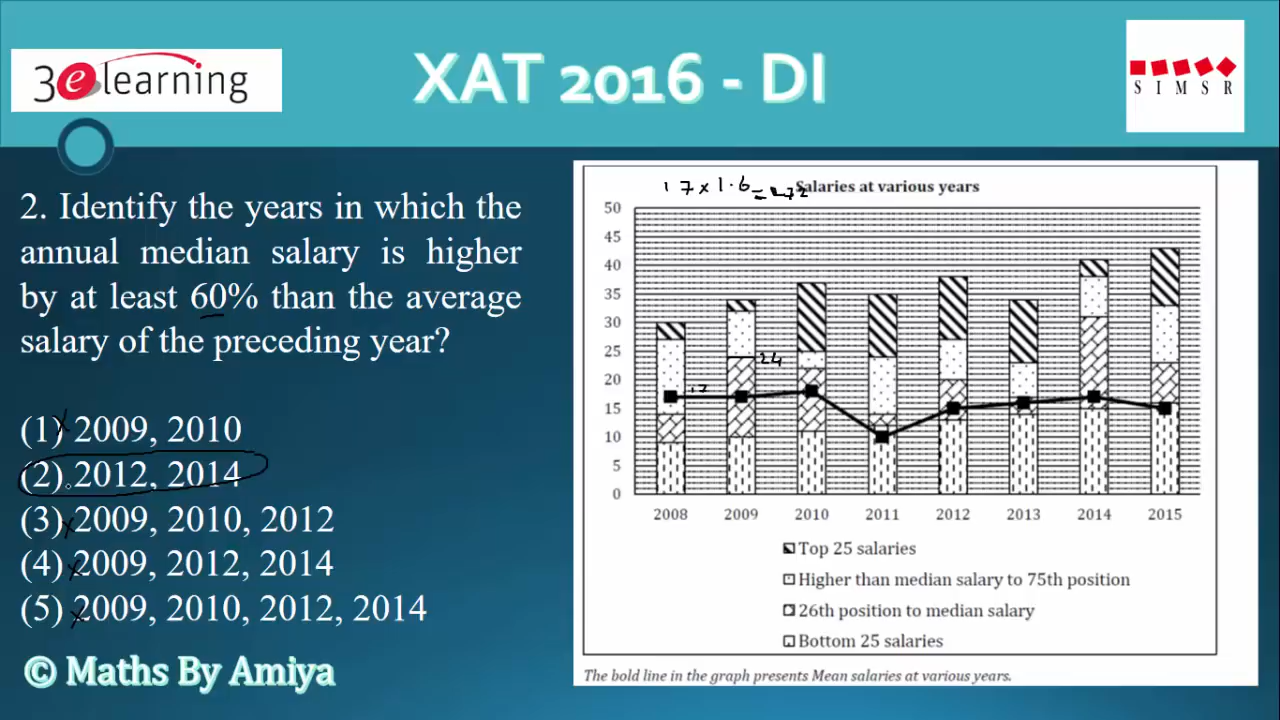 3elearning
XAT 2016 - DI
S I M S R
2. Identify the years in which the
annual median salary is higher
by at least 60% than the average
salary of the preceding year?
(1) 2009, 2010
(2) 2012, 2014
(3) 2009, 2010, 2012
(4) 2009, 2012, 2014
(5) 2009, 2010, 2012, 2014
© Maths By Amiya
17 x 1.6 =
Salaries at various years
50
45
40
35
30
25
20
15
10
5
0
24
17
2008 2009 2010 2011 2012 2013 2014 2015
Top 25 salaries
Higher than median salary to 75th position
26th position to median salary
Bottom 25 salaries
The bold line in the graph presents Mean salaries at various years.